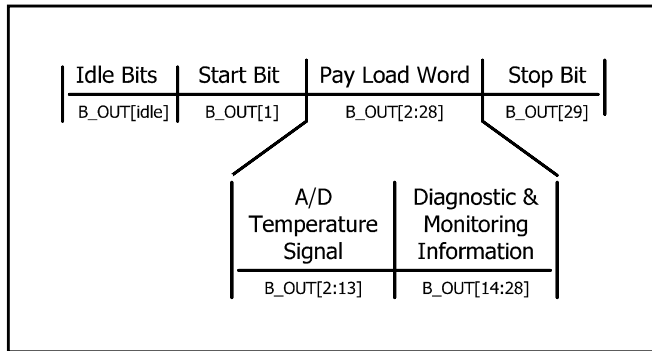 Idle Bits Start Bit Pay Load Word Stop Bit
B_OUT[idle] B_OUT[1] B_OUT[2:28] B_OUT[29]
A/D Diagnostic &
Temperature Monitoring
Signal Information
B_OUT[2:13] B_OUT[14:28]